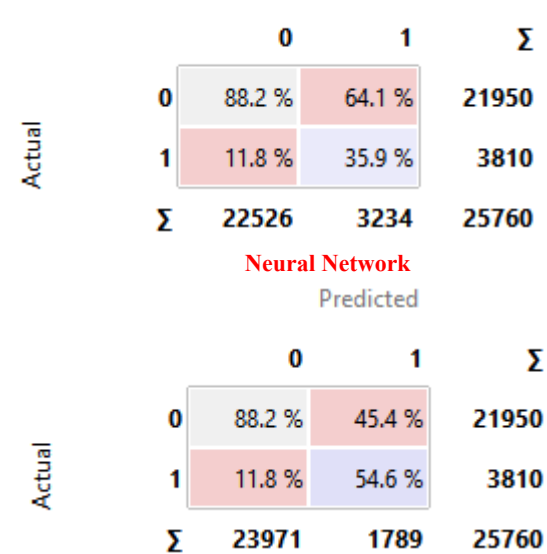 0 1 Σ
0 88.2 % 64.1 % 21950
Actual
1 11.8 % 35.9 % 3810
Σ 22526 3234 25760
Neural Network
Predicted
0 1 Σ
0 88.2 % 45.4 % 21950
Actual
1 11.8 % 54.6 % 3810
Σ 23971 1789 25760